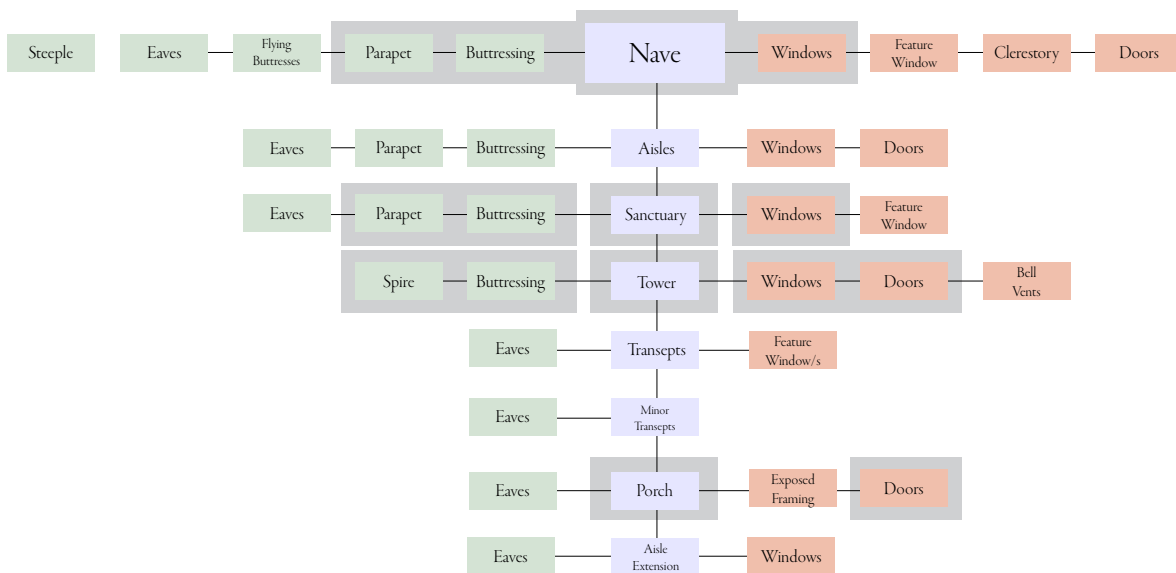 Steeple
Eaves
Flying
Buttresses
Parapet
Buttressing
Nave
Windows
Feature
Window
Clerestory
Doors
Eaves
Parapet
Buttressing
Aisles
Windows
Doors
Eaves
Parapet
Buttressing
Sanctuary
Windows
Feature
Window
Spire
Buttressing
Tower
Windows
Doors
Bell
Vents
Eaves
Transepts
Feature
Window/s
Eaves
Minor
Transepts
Eaves
Porch
Exposed
Framing
Doors
Eaves
Aisle
Extension
Windows